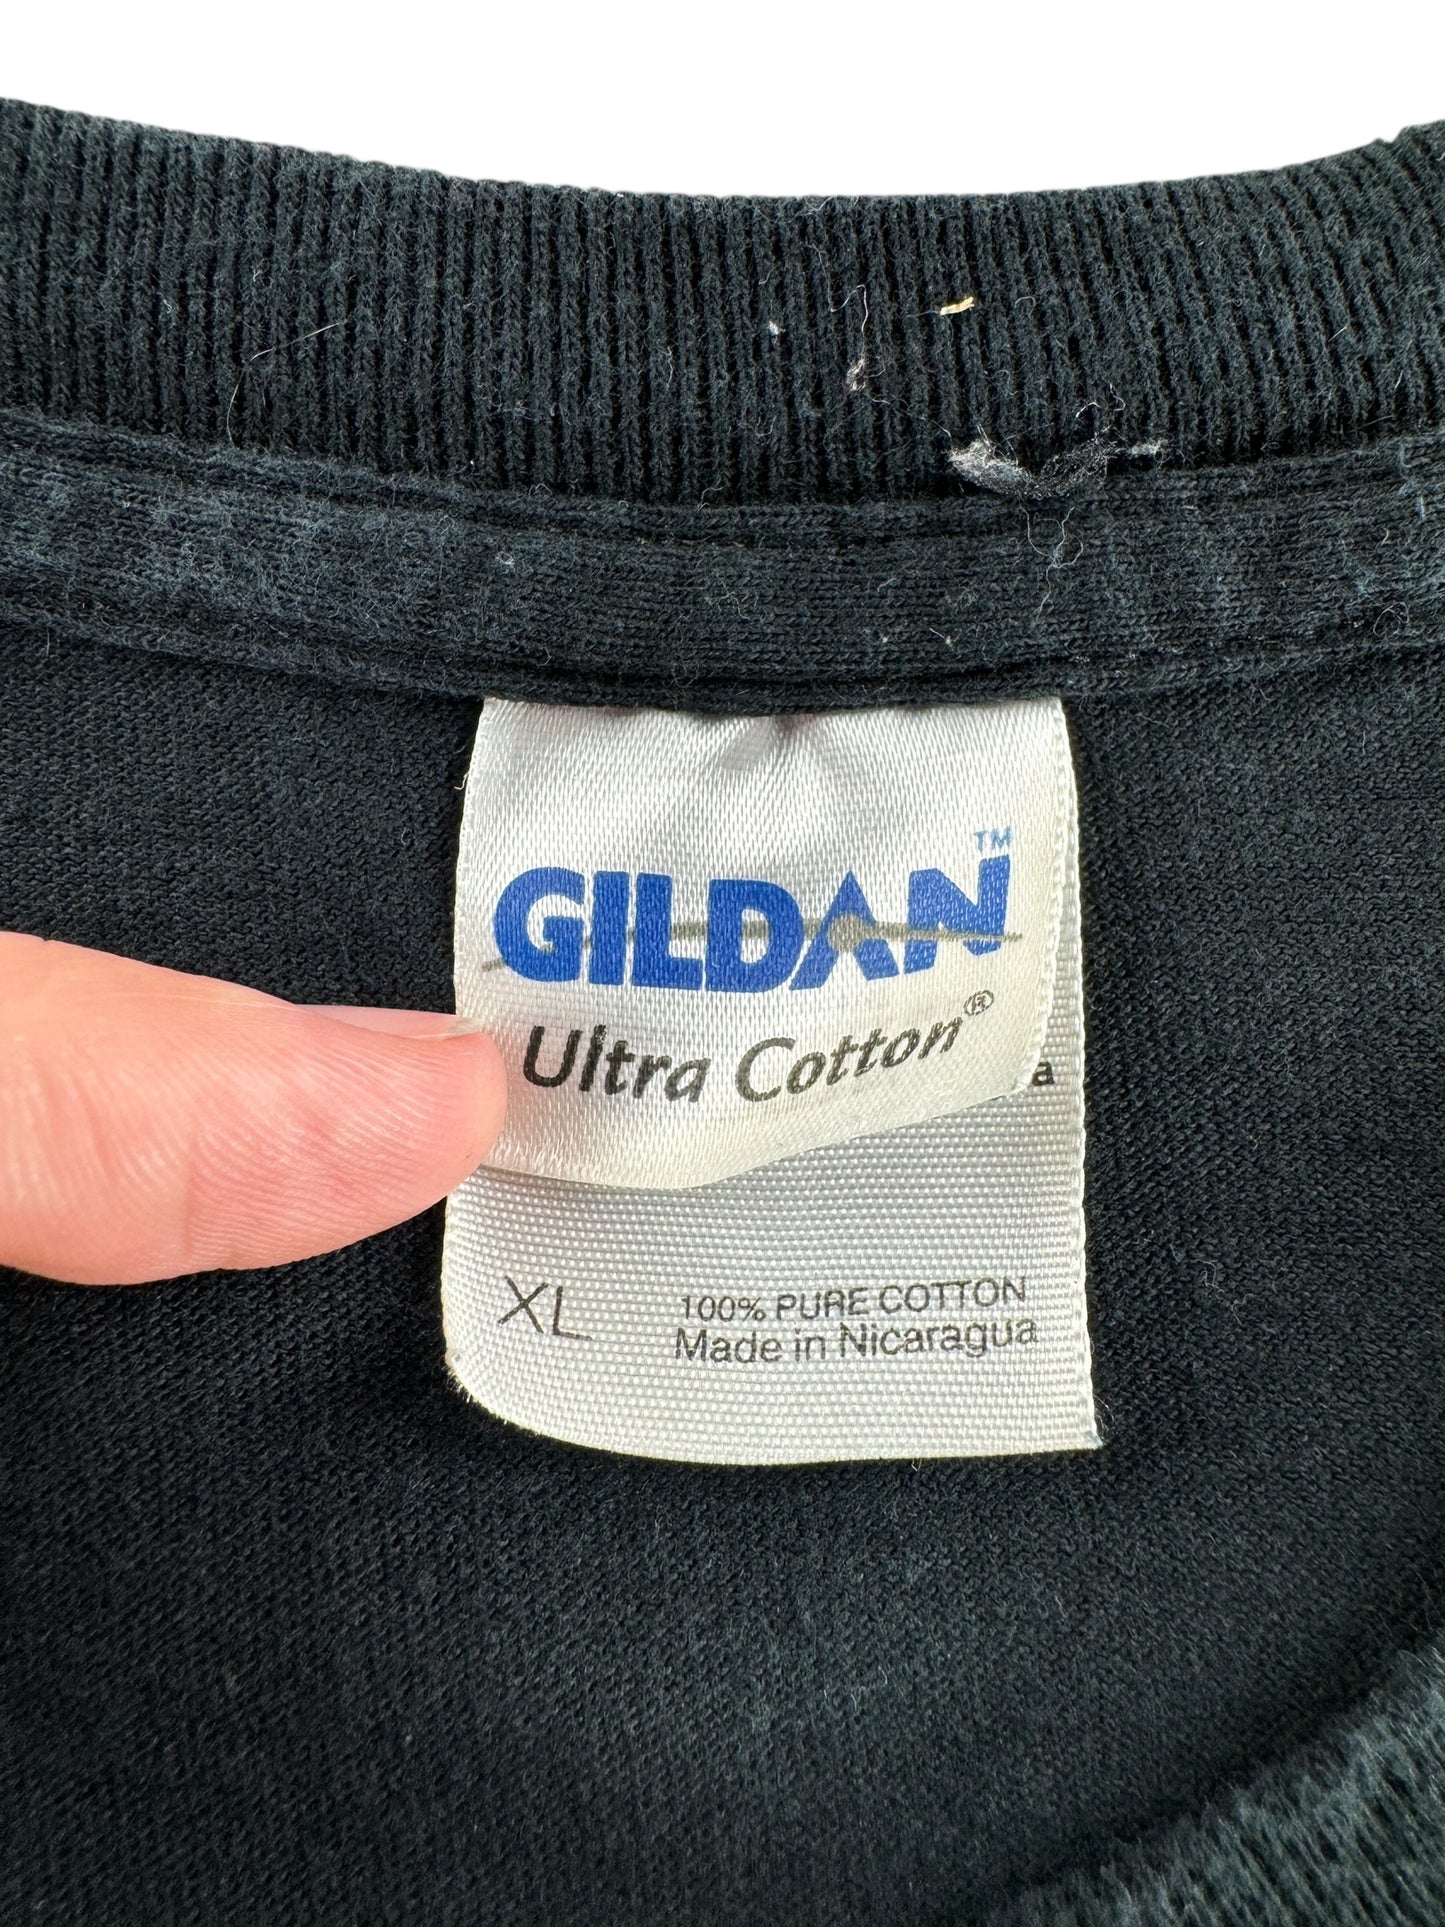 GILDAN™
Ultra Cotton®
a
XL
100% PURE COTTON
Made in Nicaragua